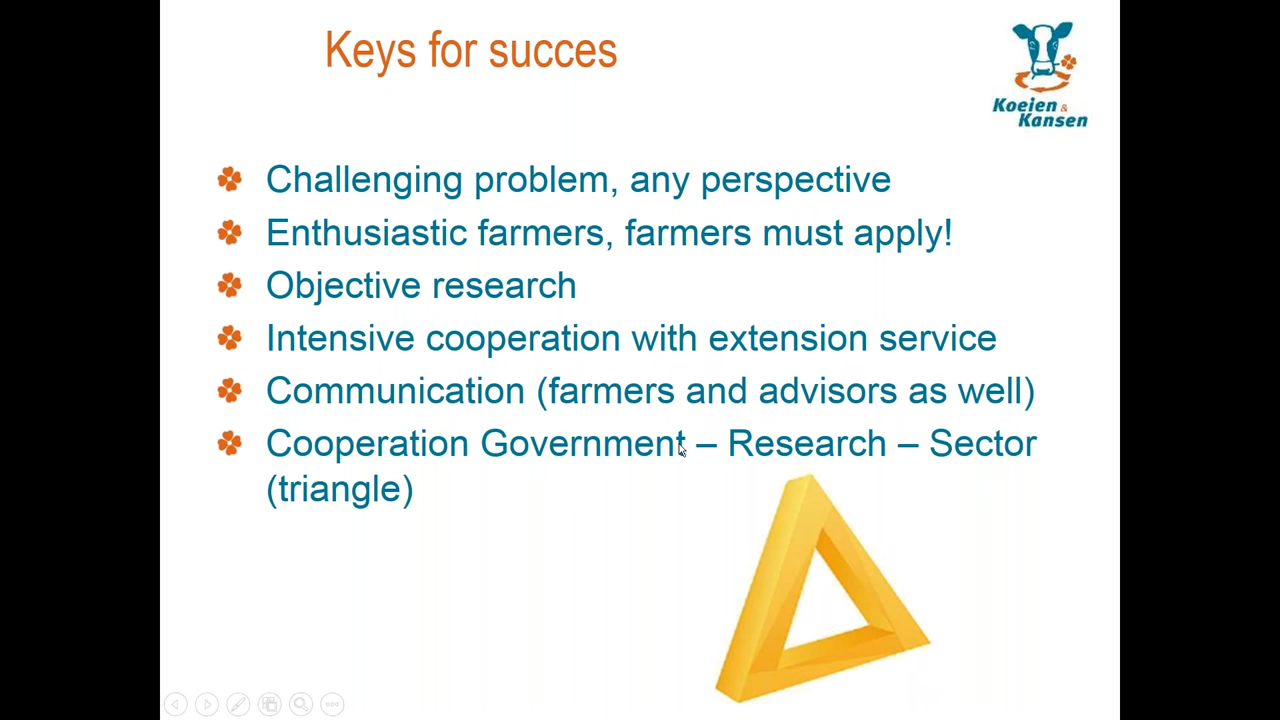 Keys for succes
Koeien &
Kansen
Challenging problem, any perspective
Enthusiastic farmers, farmers must apply!
Objective research
Intensive cooperation with extension service
Communication (farmers and advisors as well)
Cooperation Government – Research – Sector
(triangle)